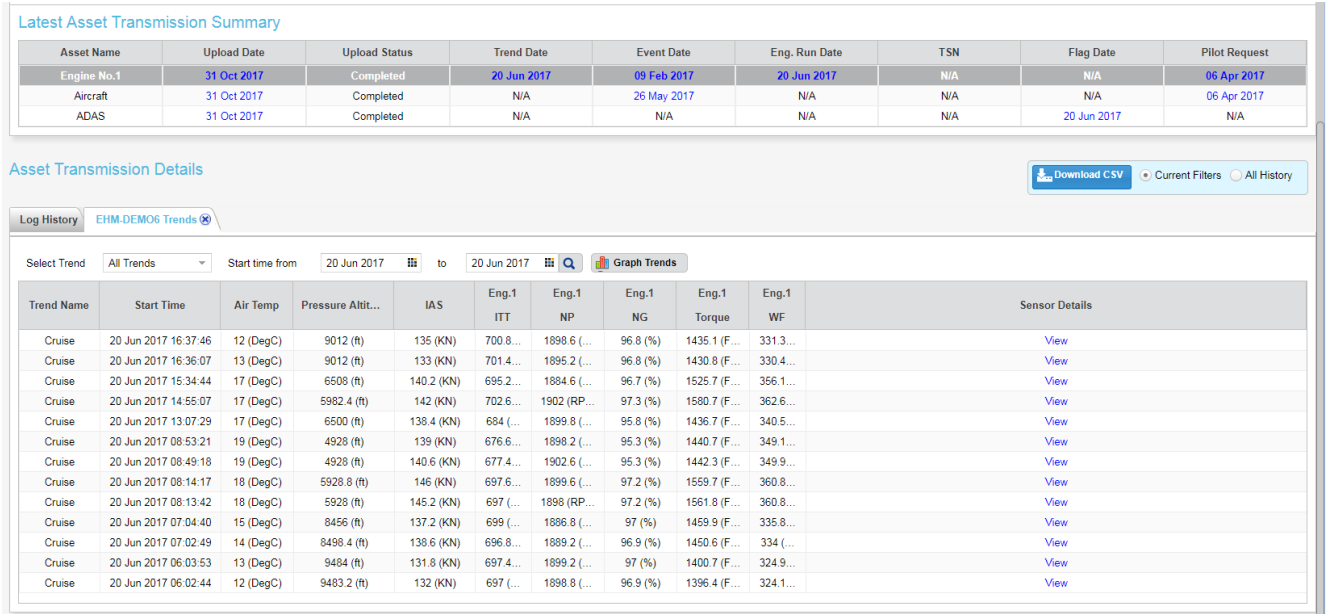 Latest Asset Transmission Summary
Asset Name Upload Date Upload Status Trend Date Event Date Eng. Run Date TSN Flag Date Pilot Request
Engine No.1 31 Oct 2017 Completed 20 Jun 2017 09 Feb 2017 20 Jun 2017 N/A N/A 06 Apr 2017
Aircraft 31 Oct 2017 Completed N/A 26 May 2017 N/A N/A N/A 06 Apr 2017
ADAS 31 Oct 2017 Completed N/A N/A N/A N/A 20 Jun 2017 N/A
Asset Transmission Details
Download CSV Current Filters All History
Log History EHM-DEMO6 Trends
Select Trend All Trends Start time from 20 Jun 2017 to 20 Jun 2017 Graph Trends
Trend Name Start Time Air Temp Pressure Altit... IAS Eng.1 ITT Eng.1 NP Eng.1 NG Eng.1 Torque Eng.1 WF Sensor Details
Cruise 20 Jun 2017 16:37:46 12 (DegC) 9012 (ft) 135 (KN) 700.8... 1898.6 (... 96.8 (%) 1435.1 (F... 331.3... View
Cruise 20 Jun 2017 16:36:07 13 (DegC) 9012 (ft) 133 (KN) 701.4... 1895.2 (... 96.8 (%) 1430.8 (F... 330.4... View
Cruise 20 Jun 2017 15:34:44 17 (DegC) 6508 (ft) 140.2 (KN) 695.2... 1884.6 (... 96.7 (%) 1525.7 (F... 356.1... View
Cruise 20 Jun 2017 14:55:07 17 (DegC) 5982.4 (ft) 142 (KN) 702.6... 1902 (RP... 97.3 (%) 1580.7 (F... 362.6... View
Cruise 20 Jun 2017 13:07:29 17 (DegC) 6500 (ft) 138.4 (KN) 684 (... 1899.8 (... 95.8 (%) 1436.7 (F... 340.5... View
Cruise 20 Jun 2017 08:53:21 19 (DegC) 4928 (ft) 139 (KN) 676.6... 1898.2 (... 95.3 (%) 1440.7 (F... 349.1... View
Cruise 20 Jun 2017 08:49:18 19 (DegC) 4928 (ft) 140.6 (KN) 677.4... 1902.6 (... 95.3 (%) 1442.3 (F... 349.9... View
Cruise 20 Jun 2017 08:14:17 18 (DegC) 5928.8 (ft) 146 (KN) 697.6... 1899.6 (... 97.2 (%) 1559.7 (F... 360.8... View
Cruise 20 Jun 2017 08:13:42 18 (DegC) 5928 (ft) 145.2 (KN) 697 (... 1898 (RP... 97.2 (%) 1561.8 (F... 360.8... View
Cruise 20 Jun 2017 07:04:40 15 (DegC) 8456 (ft) 137.2 (KN) 699 (... 1886.8 (... 97 (%) 1459.9 (F... 335.8... View
Cruise 20 Jun 2017 07:02:49 14 (DegC) 8498.4 (ft) 138.6 (KN) 696.8... 1889.2 (... 96.9 (%) 1450.6 (F... 334 (... View
Cruise 20 Jun 2017 06:03:53 13 (DegC) 9484 (ft) 131.8 (KN) 697.4... 1899.2 (... 97 (%) 1400.7 (F... 324.9... View
Cruise 20 Jun 2017 06:02:44 12 (DegC) 9483.2 (ft) 132 (KN) 697 (... 1898.8 (... 96.9 (%) 1396.4 (F... 324.1... View